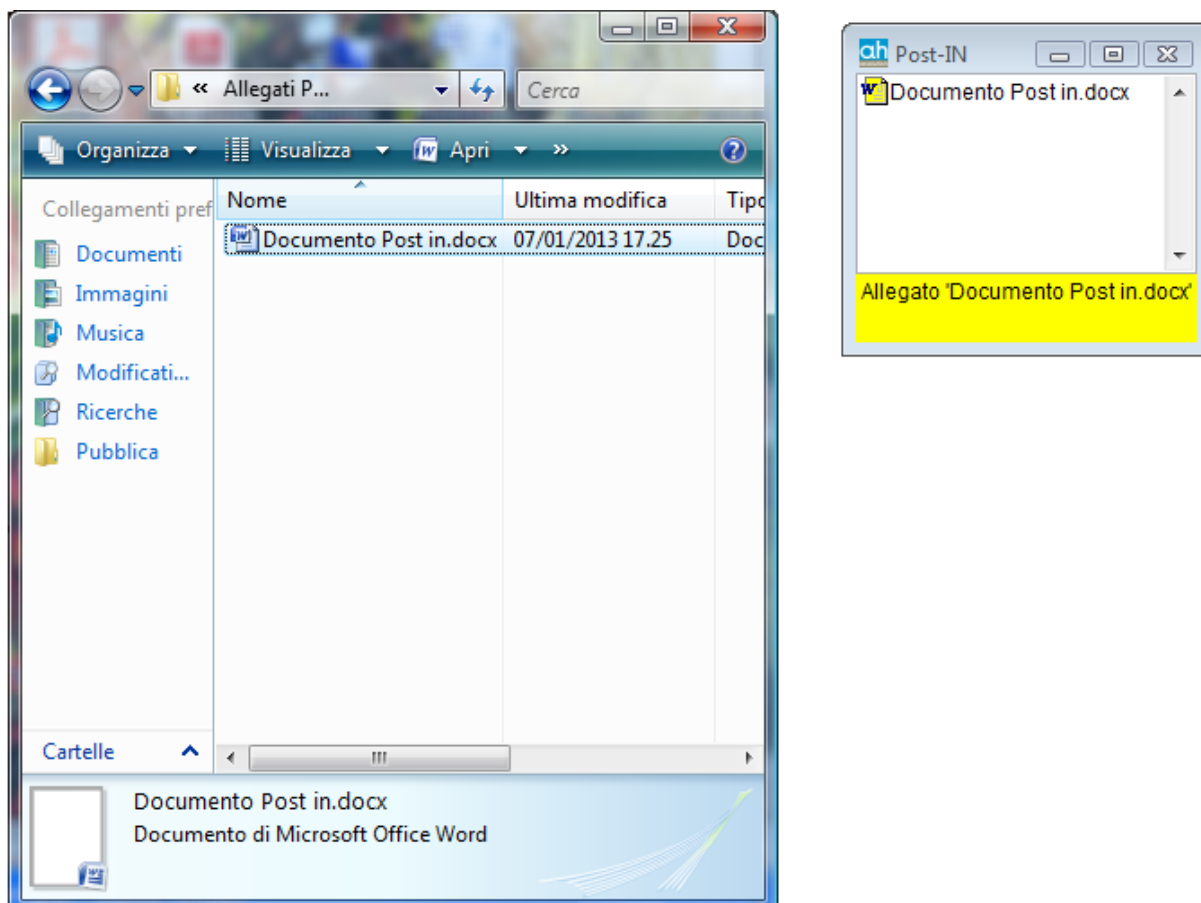 « Allegati P...
Cerca
Organizza Visualizza Apri »
Collegamenti pref
Documenti
Immagini
Musica
Modificati...
Ricerche
Pubblica
Cartelle
Nome Ultima modifica Tipo
Documento Post in.docx 07/01/2013 17.25 Doc
Documento Post in.docx
Documento di Microsoft Office Word
ah Post-IN
Documento Post in.docx
Allegato 'Documento Post in.docx'